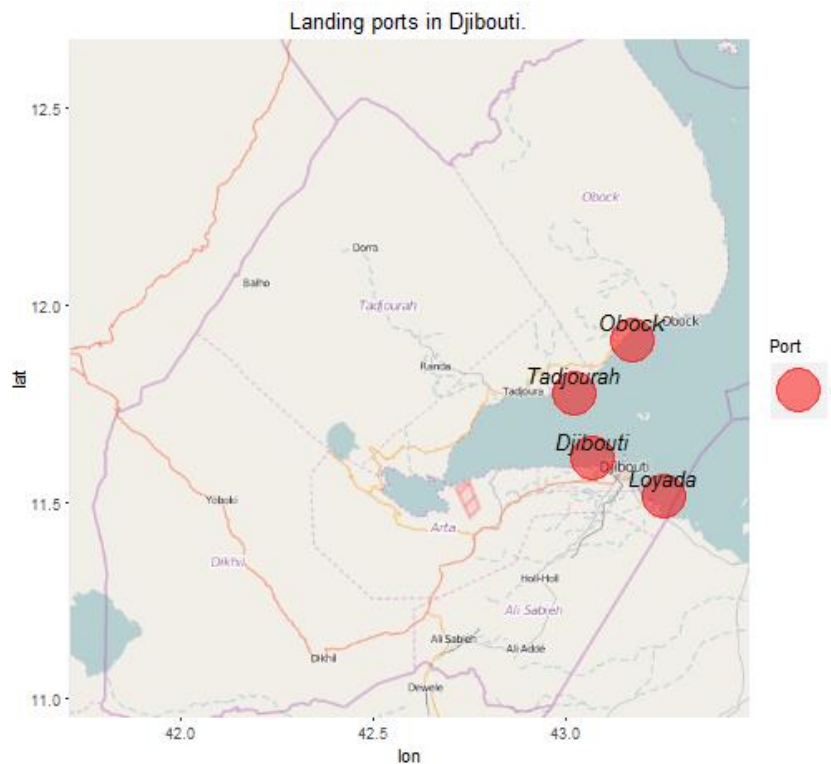 Landing ports in Djibouti.
12.5
12.0
11.5
11.0
lat
Obock
Dorra
Balho
Tadjourah
Obock
Obock
Randa
Tadjourah
Tadjoura
Djibouti
Djibouti
Loyada
Yoboki
Arta
Dikhil
Holl-Holl
Ali Sabieh
Ali Sabieh
Ali Addé
Dikhil
Dewele
42.0
42.5
43.0
lon
Port